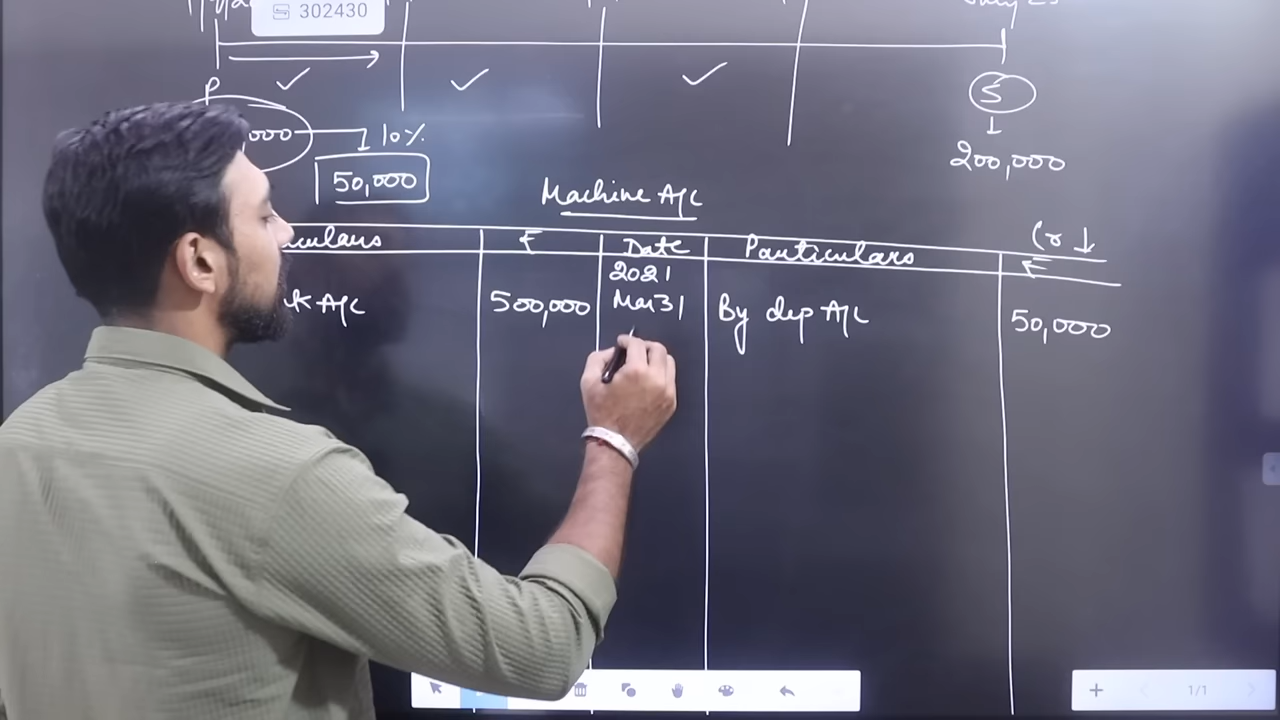 302430
P
S
000 10%
50,000
200,000
Machine A/C
Cr ↓
₹ Date Particulars ₹
2021
A/C 500,000 Mar 31 By dep A/C 50,000
1/1